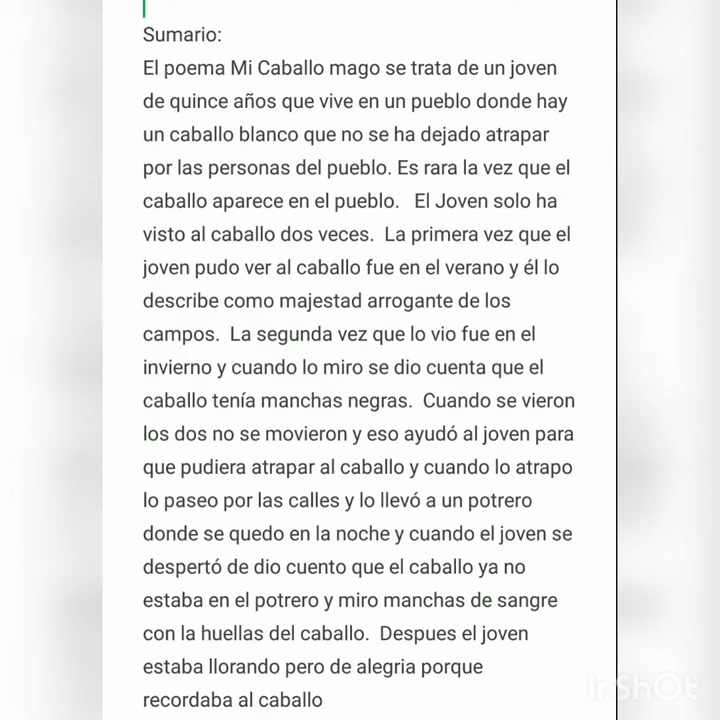 Sumario:
El poema Mi Caballo mago se trata de un joven
de quince años que vive en un pueblo donde hay
un caballo blanco que no se ha dejado atrapar
por las personas del pueblo. Es rara la vez que el
caballo aparece en el pueblo.   El Joven solo ha
visto al caballo dos veces.  La primera vez que el
joven pudo ver al caballo fue en el verano y él lo
describe como majestad arrogante de los
campos.  La segunda vez que lo vio fue en el
invierno y cuando lo miro se dio cuenta que el
caballo tenía manchas negras.  Cuando se vieron
los dos no se movieron y eso ayudó al joven para
que pudiera atrapar al caballo y cuando lo atrapo
lo paseo por las calles y lo llevó a un potrero
donde se quedo en la noche y cuando el joven se
despertó de dio cuento que el caballo ya no
estaba en el potrero y miro manchas de sangre
con la huellas del caballo.  Despues el joven
estaba llorando pero de alegria porque
recordaba al caballo
InShOt